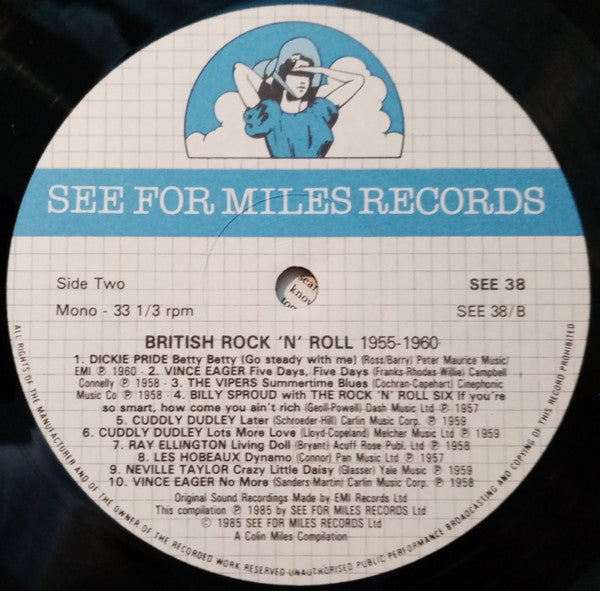 SEE FOR MILES RECORDS
Side Two
SEE 38
Mono - 33 1/3 rpm
SEE 38/B
BRITISH ROCK 'N' ROLL 1955-1960
1. DICKIE PRIDE Betty Betty (Go steady with me) (Ross/Barry) Peter Maurice Music/
EMI ℗ 1960 - 2. VINCE EAGER Five Days, Five Days (Franks-Rhodes-Willie) Campbell
Connelly ℗ 1958 - 3. THE VIPERS Summertime Blues (Cochran-Capehart) Cinephonic
Music Co ℗ 1958 - 4. BILLY SPROUD with THE ROCK 'N' ROLL SIX If you're
so smart, how come you ain't rich (Geoll-Powell) Dash Music Ltd ℗ 1957
5. CUDDLY DUDLEY Later (Schroeder-Hill) Carlin Music Corp. ℗ 1959
6. CUDDLY DUDLEY Lots More Love (Lloyd-Copeland) Melcher Music Ltd ℗ 1959
7. RAY ELLINGTON Living Doll (Bryant) Acuff Rose Publ. Ltd ℗ 1958
8. LES HOBEAUX Dynamo (Connor) Pan Music Ltd ℗ 1957
9. NEVILLE TAYLOR Crazy Little Daisy (Glasser) Yale Music ℗ 1959
10. VINCE EAGER No More (Sanders-Martin) Carlin Music Corp. ℗ 1958
Original Sound Recordings Made by EMI Records Ltd
This compilation ℗ 1985 by SEE FOR MILES RECORDS Ltd
© 1985 SEE FOR MILES RECORDS Ltd
A Colin Miles Compilation
ALL RIGHTS OF THE MANUFACTURER AND OF THE OWNER OF THE RECORDED WORK RESERVED-UNAUTHORISED PUBLIC PERFORMANCE BROADCASTING AND COPYING OF THIS RECORD PROHIBITED
know